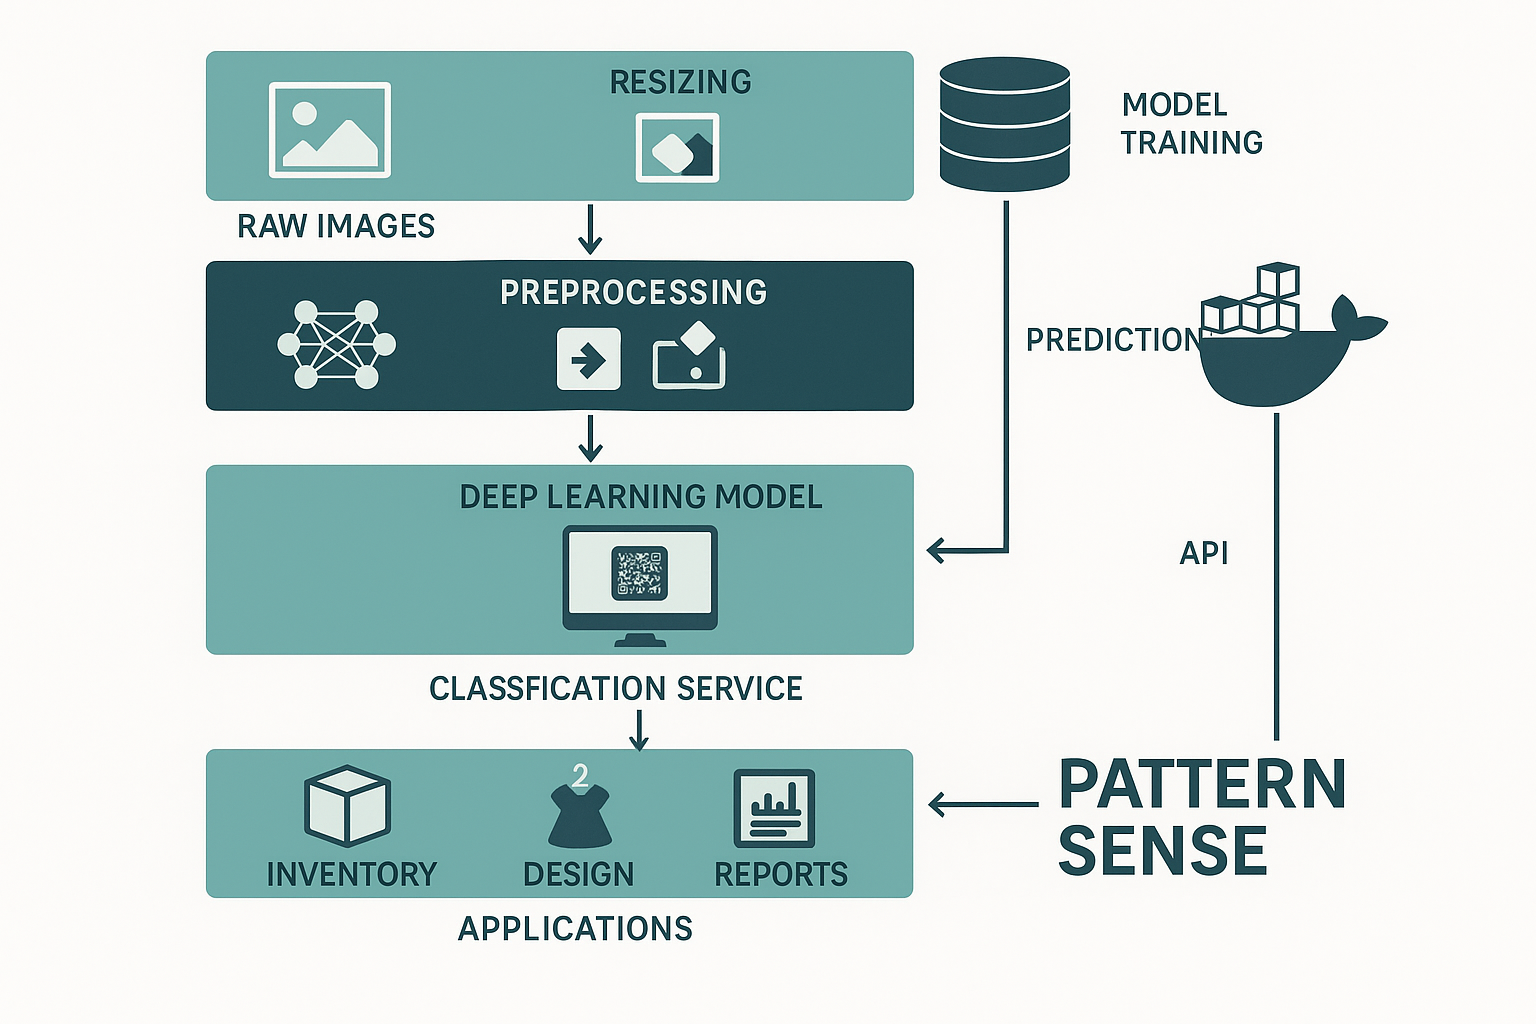 RESIZING
MODEL
TRAINING
RAW IMAGES
PREPROCESSING
PREDICTION
DEEP LEARNING MODEL
API
CLASSFICATION SERVICE
2
INVENTORY
DESIGN
REPORTS
PATTERN
SENSE
APPLICATIONS